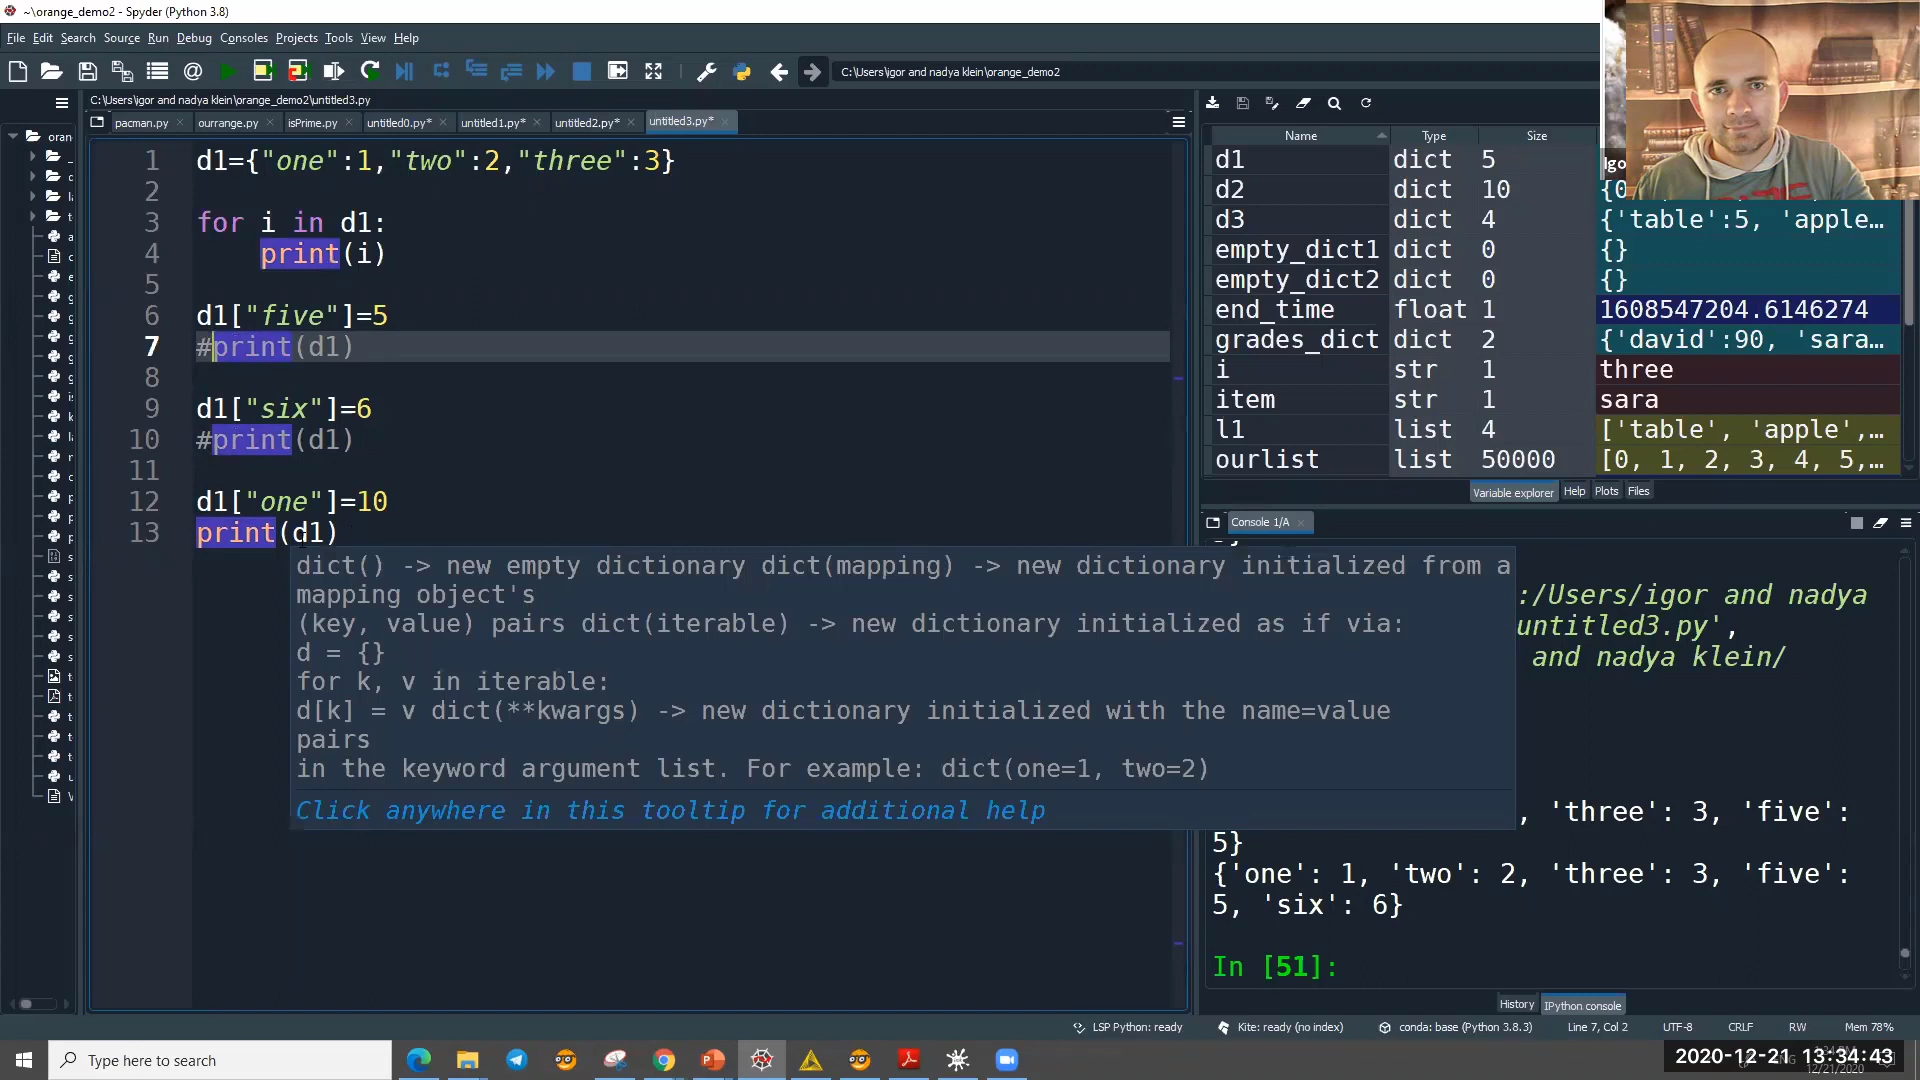 ~\orange_demo2 - Spyder (Python 3.8)
File Edit Search Source Run Debug Consoles Projects Tools View Help
C:\Users\igor and nadya klein\orange_demo2
C:\Users\igor and nadya klein\orange_demo2\untitled3.py
pacman.py ourrange.py isPrime.py untitled0.py* untitled1.py* untitled2.py* untitled3.py*
oran
1 d1={"one":1,"two":2,"three":3}
2
3 for i in d1:
4 print(i)
5
6 d1["five"]=5
7 #print(d1)
8
9 d1["six"]=6
10 #print(d1)
11
12 d1["one"]=10
13 print(d1)
dict() -> new empty dictionary dict(mapping) -> new dictionary initialized from a
mapping object's
(key, value) pairs dict(iterable) -> new dictionary initialized as if via:
d = {}
for k, v in iterable:
d[k] = v dict(**kwargs) -> new dictionary initialized with the name=value
pairs
in the keyword argument list. For example: dict(one=1, two=2)
Click anywhere in this tooltip for additional help
Name Type Size
d1 dict 5
d2 dict 10 {0
d3 dict 4 {'table':5, 'apple…
empty_dict1 dict 0 {}
empty_dict2 dict 0 {}
end_time float 1 1608547204.6146274
grades_dict dict 2 {'david':90, 'sara…
i str 1 three
item str 1 sara
l1 list 4 ['table', 'apple',…
ourlist list 50000 [0, 1, 2, 3, 4, 5,…
Igo
Variable explorer Help Plots Files
Console 1/A
:/Users/igor and nadya
untitled3.py',
and nadya klein/
, 'three': 3, 'five':
5}
{'one': 1, 'two': 2, 'three': 3, 'five':
5, 'six': 6}
In [51]:
History IPython console
LSP Python: ready Kite: ready (no index) conda: base (Python 3.8.3) Line 7, Col 2 UTF-8 CRLF RW Mem 78%
Type here to search
2020-12-21 13:34:43
12/21/2020